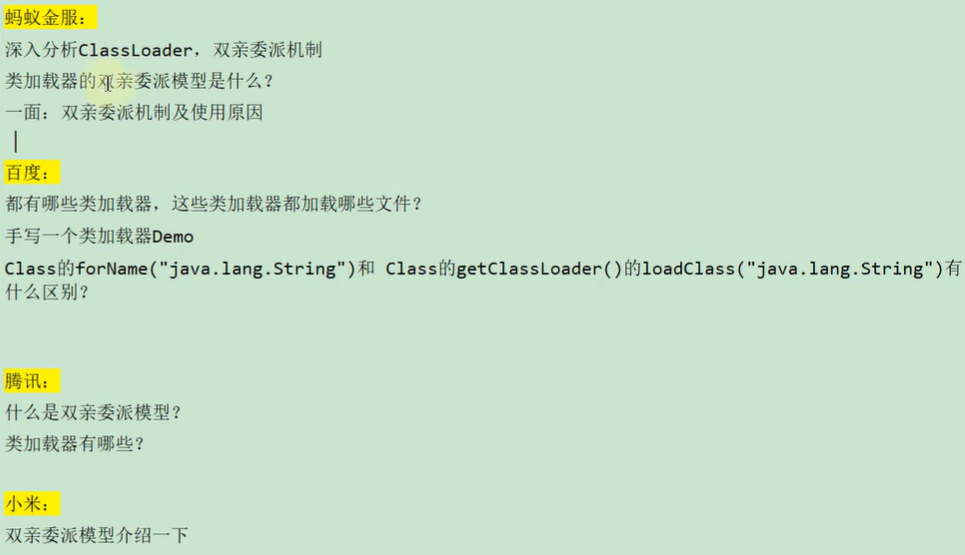 蚂蚁金服：
深入分析ClassLoader，双亲委派机制
类加载器的双亲委派模型是什么？
一面：双亲委派机制及使用原因
百度：
都有哪些类加载器，这些类加载器都加载哪些文件？
手写一个类加载器Demo
Class的forName("java.lang.String")和 Class的getClassLoader()的loadClass("java.lang.String")有
什么区别？
腾讯：
什么是双亲委派模型？
类加载器有哪些？
小米：
双亲委派模型介绍一下